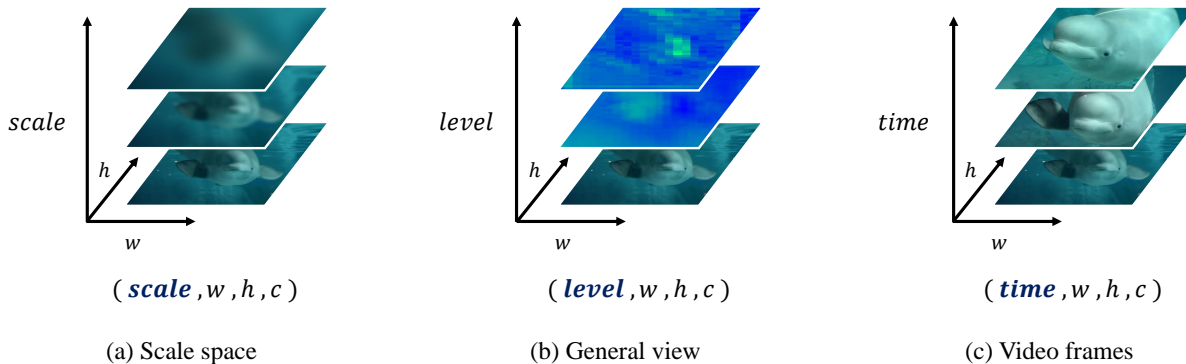 scale
h
w
( scale , w , h , c )
(a) Scale space
level
h
w
( level , w , h , c )
(b) General view
time
h
w
( time , w , h , c )
(c) Video frames